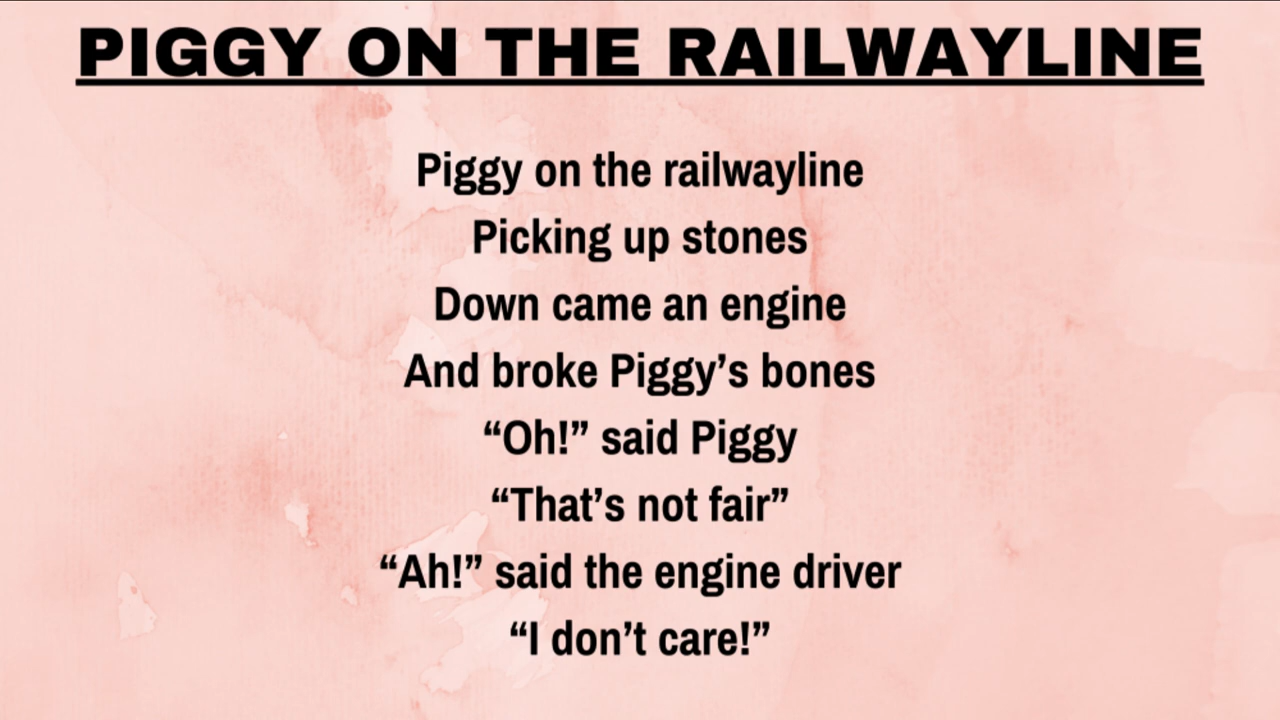 PIGGY ON THE RAILWAYLINE
Piggy on the railwayline
Picking up stones
Down came an engine
And broke Piggy’s bones
“Oh!” said Piggy
“That’s not fair”
“Ah!” said the engine driver
“I don’t care!”